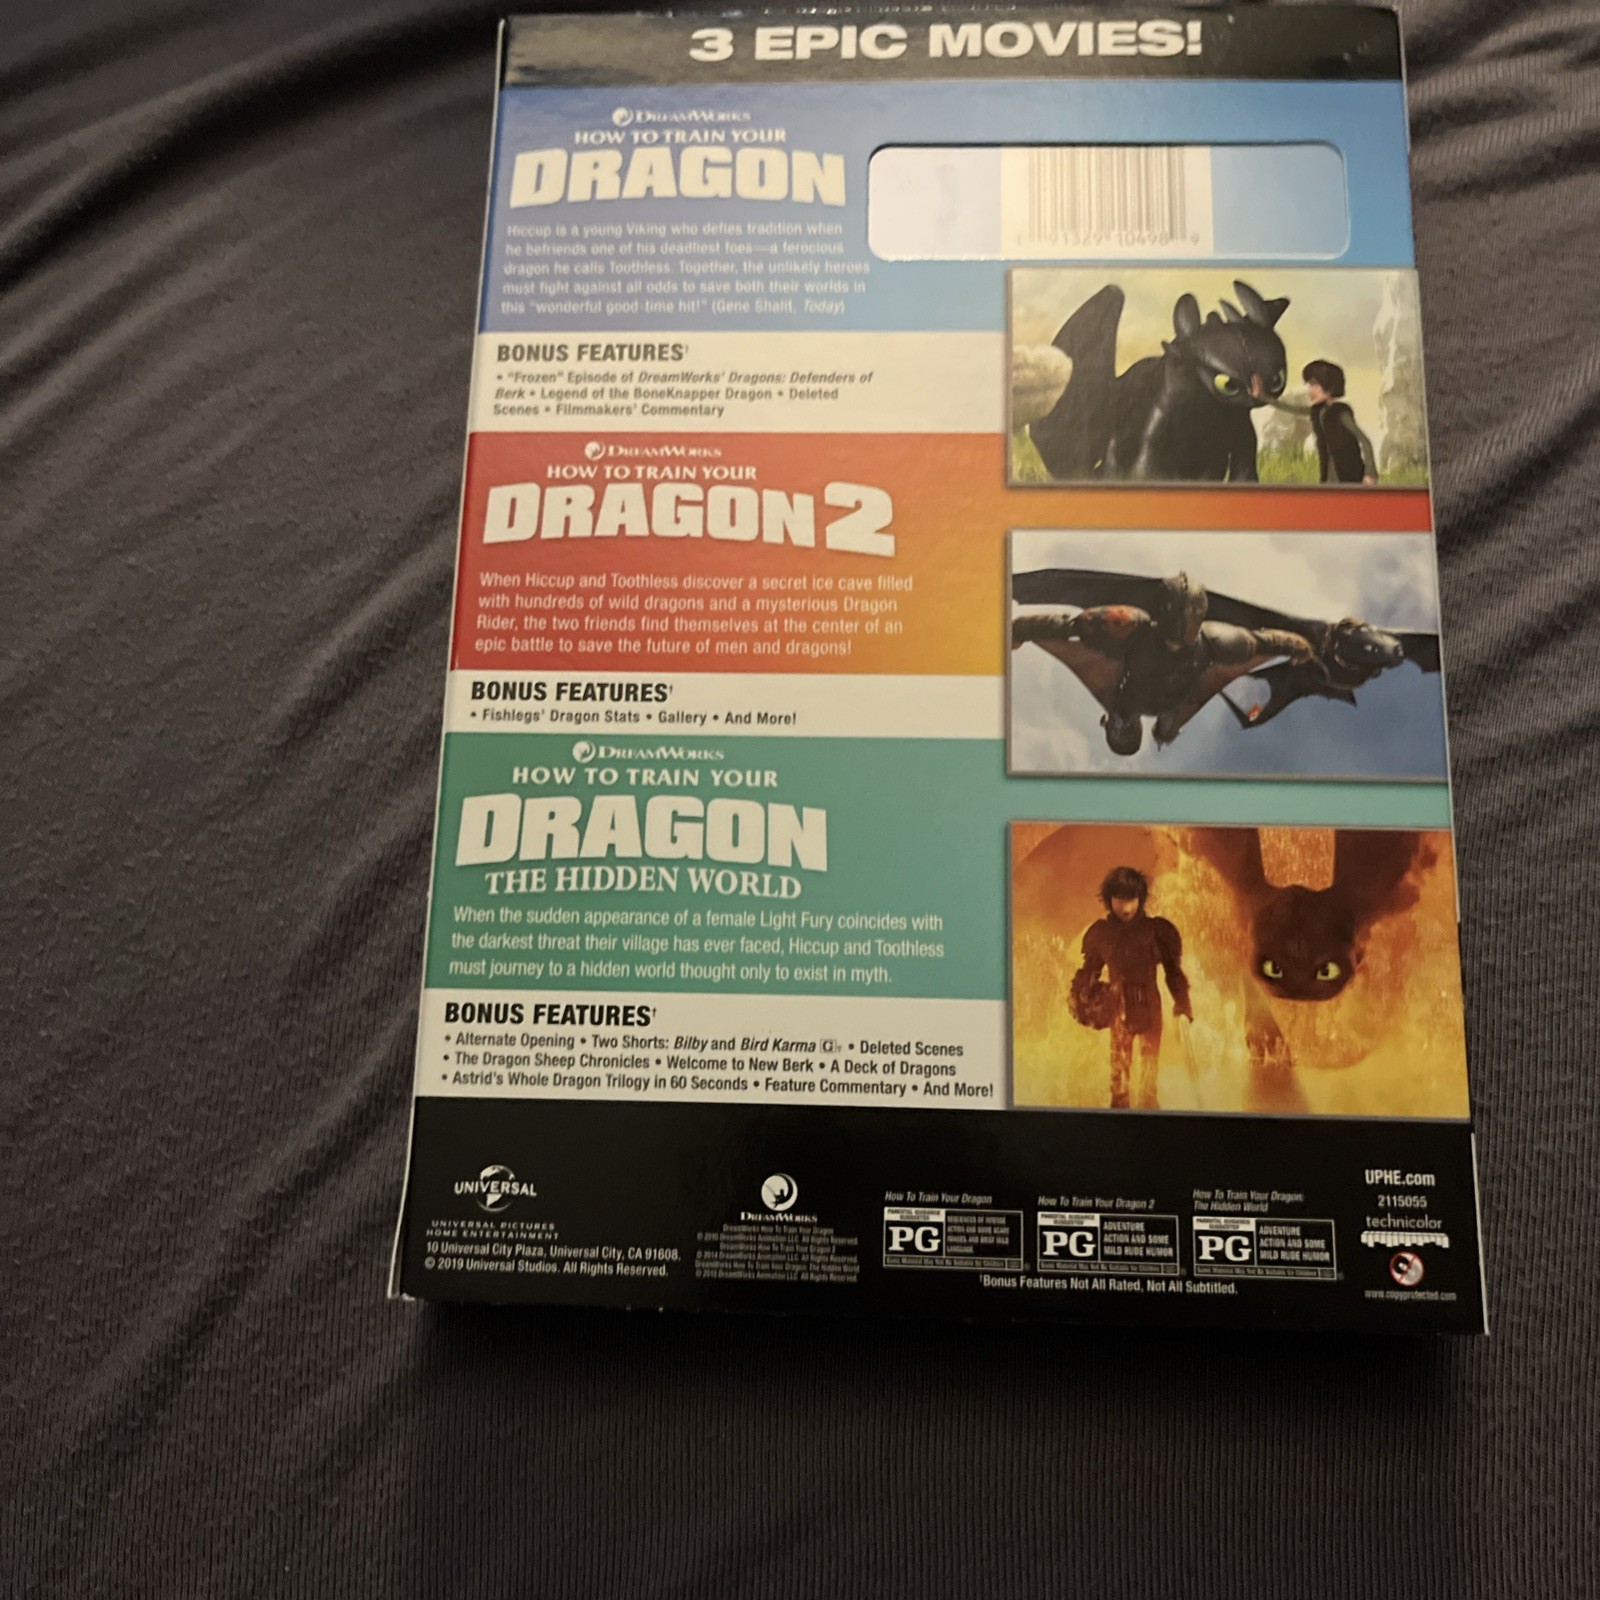 3 EPIC MOVIES!
DREAMWORKS
HOW TO TRAIN YOUR
DRAGON
Hiccup is a young Viking who defies tradition when
he befriends one of his deadliest foes—a ferocious
dragon he calls Toothless. Together, the unlikely heroes
must fight against all odds to save both their worlds in
this "wonderful good-time hit!" (Gene Shalit, Today)
BONUS FEATURES†
• "Frozen" Episode of DreamWorks' Dragons: Defenders of
Berk • Legend of the BoneKnapper Dragon • Deleted
Scenes • Filmmakers' Commentary
DREAMWORKS
HOW TO TRAIN YOUR
DRAGON 2
When Hiccup and Toothless discover a secret ice cave filled
with hundreds of wild dragons and a mysterious Dragon
Rider, the two friends find themselves at the center of an
epic battle to save the future of men and dragons!
BONUS FEATURES†
• Fishlegs' Dragon Stats • Gallery • And More!
DREAMWORKS
HOW TO TRAIN YOUR
DRAGON
THE HIDDEN WORLD
When the sudden appearance of a female Light Fury coincides with
the darkest threat their village has ever faced, Hiccup and Toothless
must journey to a hidden world thought only to exist in myth.
BONUS FEATURES†
• Alternate Opening • Two Shorts: Bilby and Bird Karma G • Deleted Scenes
• The Dragon Sheep Chronicles • Welcome to New Berk • A Deck of Dragons
• Astrid's Whole Dragon Trilogy in 60 Seconds • Feature Commentary • And More!
UNIVERSAL
UNIVERSAL PICTURES
HOME ENTERTAINMENT
10 Universal City Plaza, Universal City, CA 91608.
© 2019 Universal Studios. All Rights Reserved.
DREAMWORKS
How To Train Your Dragon
PG
How To Train Your Dragon 2
PG
ADVENTURE
ACTION AND SOME
MILD RUDE HUMOR
How To Train Your Dragon:
The Hidden World
PG
ADVENTURE
ACTION AND SOME
MILD RUDE HUMOR
†Bonus Features Not All Rated, Not All Subtitled.
UPHE.com
2115055
technicolor
www.copyprotected.com